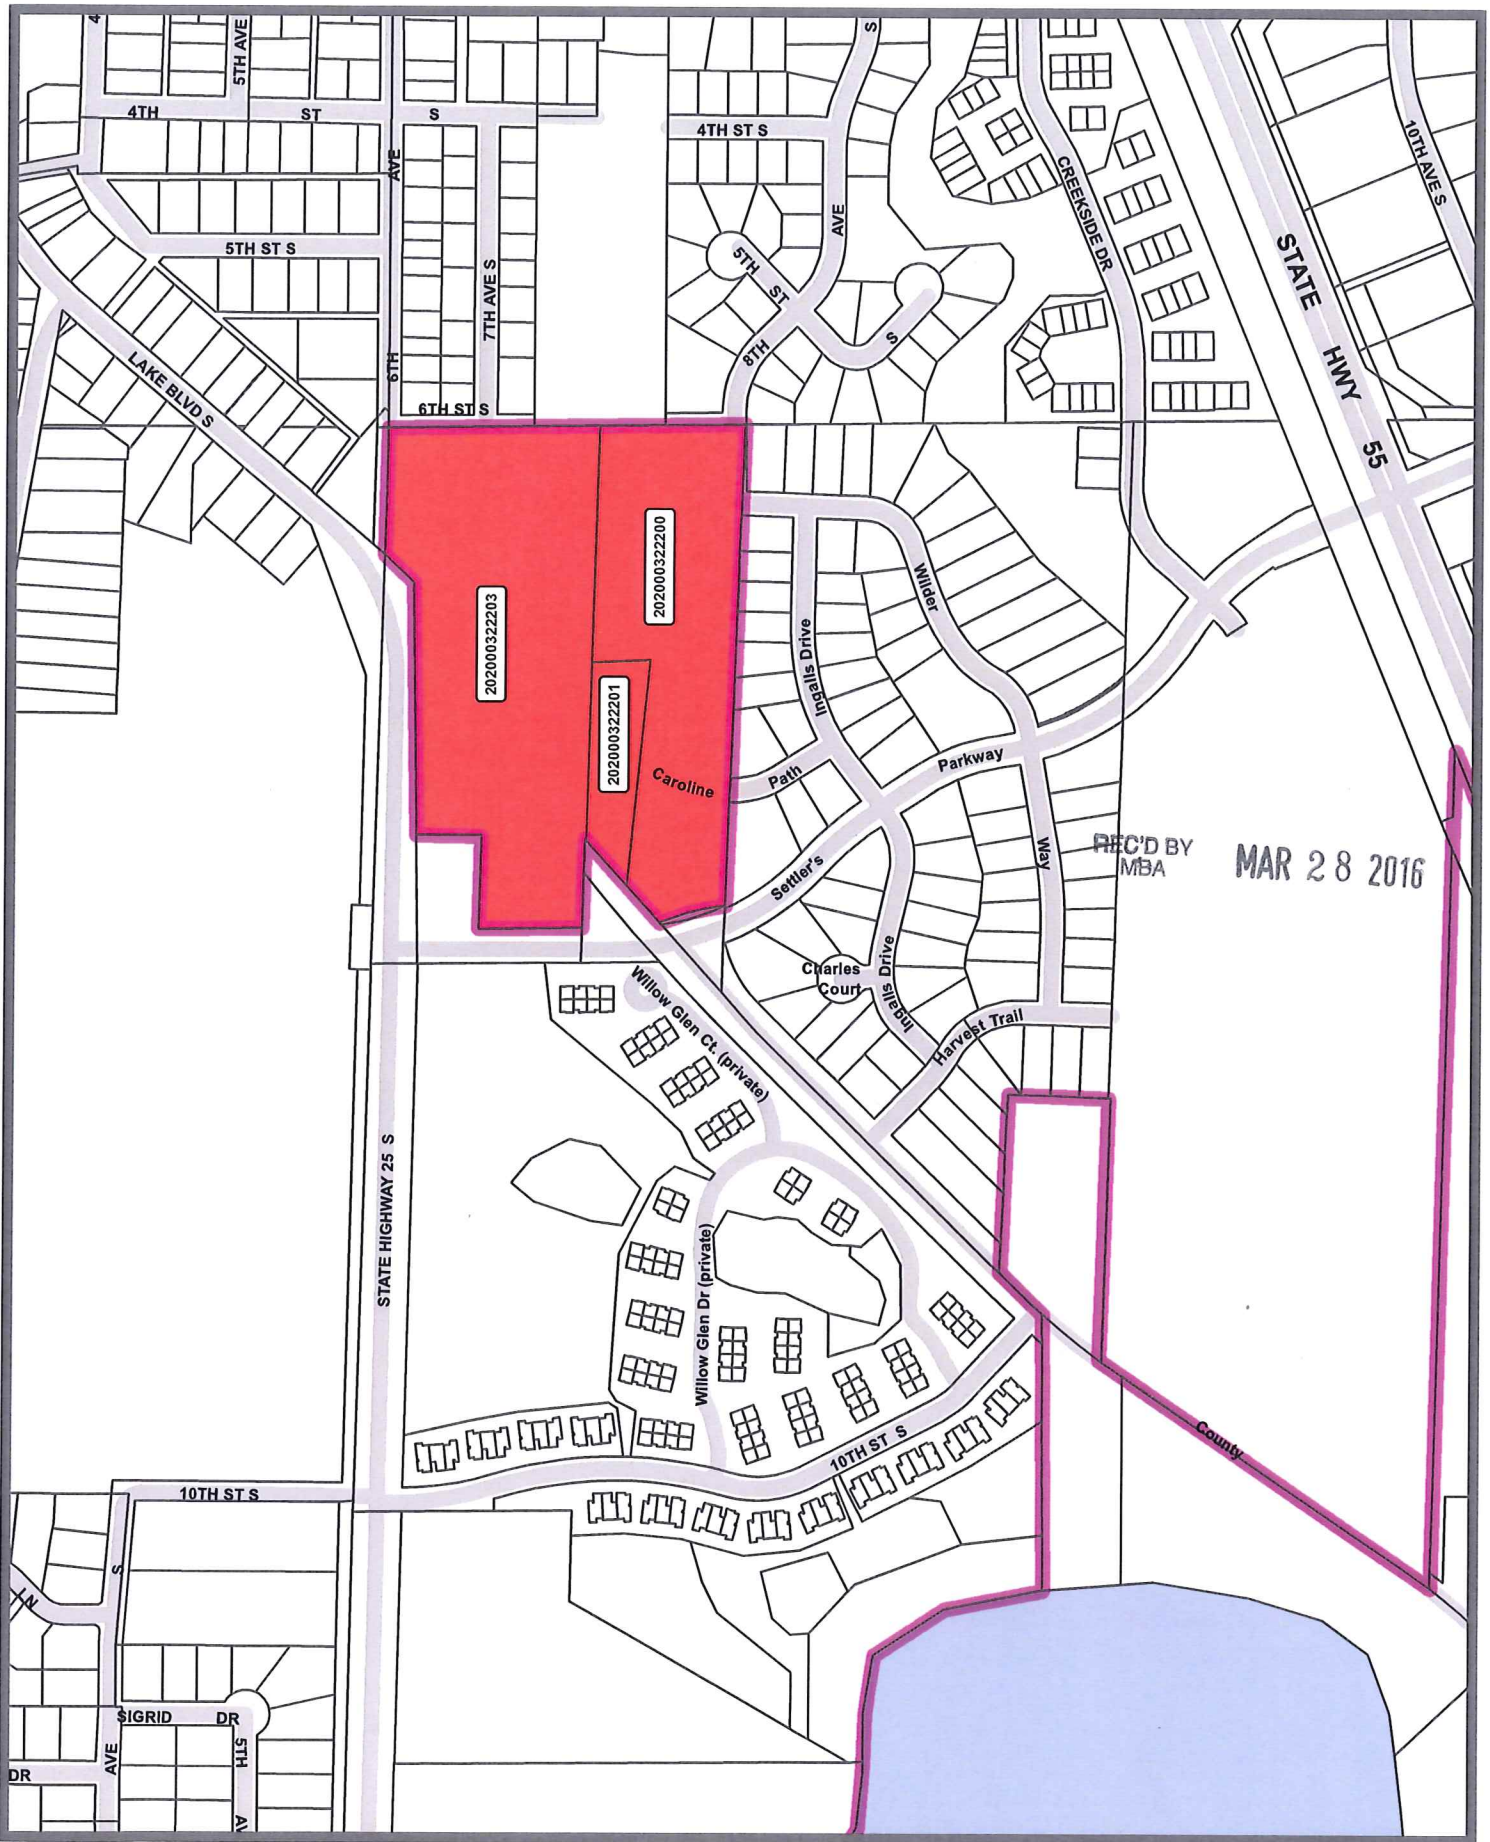 4
5TH AVE
4TH ST S
AVE
6TH
4TH ST S
S
AVE
8TH
10TH AVE S
CREEKSIDE DR
STATE HWY 55
5TH ST S
5TH ST S
7TH AVE S
LAKE BLVD S
6TH ST S
202000322203
202000322200
202000322201
Caroline
Path
Ingalls Drive
Wilder
Way
Parkway
Settler's
REC'D BY
MBA
MAR 28 2016
Charles
Court
Ingalls Drive
Harvest Trail
Willow Glen Ct. (private)
STATE HIGHWAY 25 S
Willow Glen Dr (private)
10TH ST S
County
10TH ST S
S
LN
AVE
SIGRID DR
5TH
AV
DR